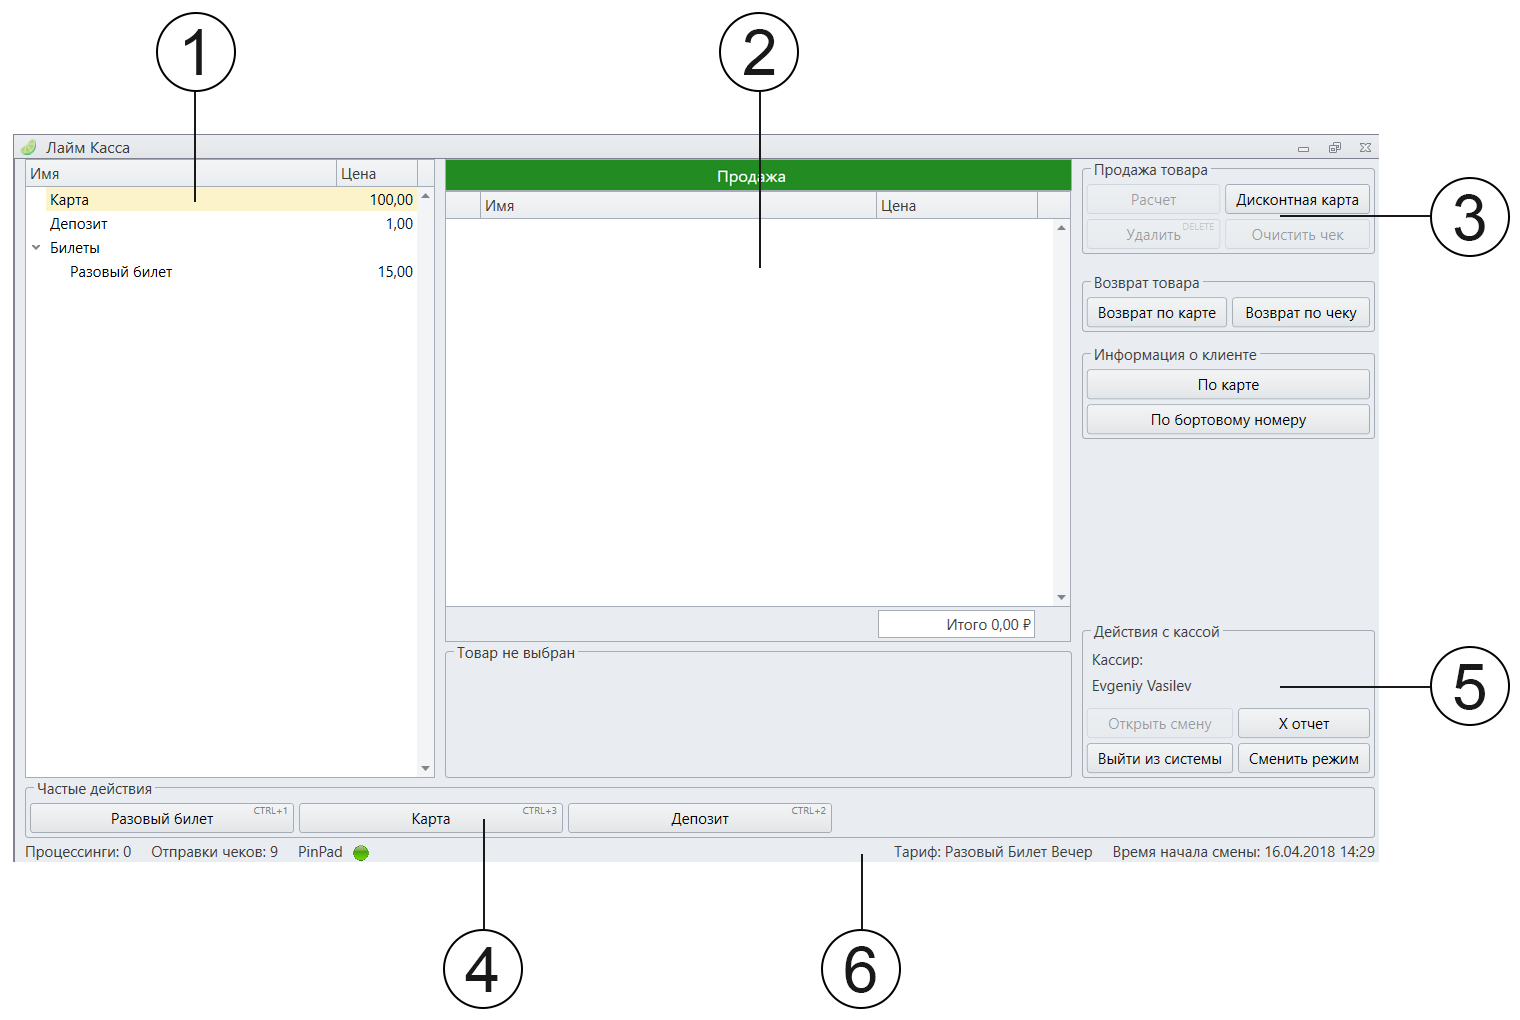 1
2
Лайм Касса
Имя
Цена
Карта
100,00
Депозит
1,00
Билеты
Разовый билет
15,00
Продажа
Имя
Цена
Итого 0,00 ₽
Товар не выбран
Продажа товара
Расчет
Дисконтная карта
Удалить DELETE
Очистить чек
3
Возврат товара
Возврат по карте
Возврат по чеку
Информация о клиенте
По карте
По бортовому номеру
Действия с кассой
Кассир:
Evgeniy Vasilev
5
Открыть смену
X отчет
Выйти из системы
Сменить режим
Частые действия
Разовый билет CTRL+1
Карта CTRL+3
Депозит CTRL+2
Процессинги: 0 Отправки чеков: 9 PinPad
Тариф: Разовый Билет Вечер Время начала смены: 16.04.2018 14:29
4
6